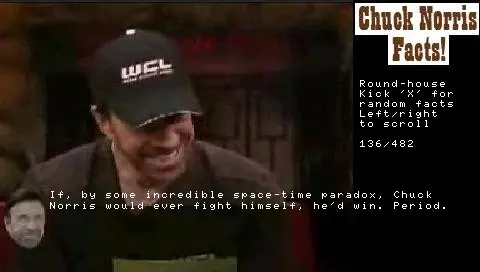 Chuck Norris
Facts!
WCL
Round-house
Kick 'X' for
random facts
Left/right
to scroll
136/482
If, by some incredible space-time paradox, Chuck
Norris would ever fight himself, he'd win. Period.